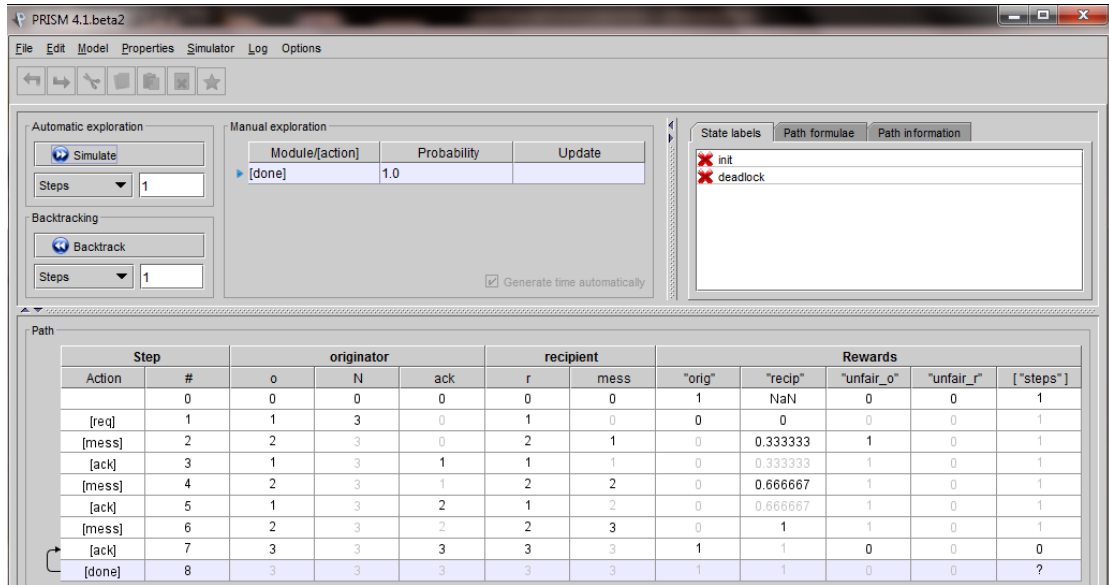 PRISM 4.1.beta2
File Edit Model Properties Simulator Log Options
Automatic exploration
Simulate
Steps 1
Backtracking
Backtrack
Steps 1
Manual exploration
Module/[action] Probability Update
[done] 1.0
Generate time automatically
State labels Path formulae Path information
init
deadlock
Path
Step originator recipient Rewards
Action # o N ack r mess "orig" "recip" "unfair_o" "unfair_r" ["steps"]
0 0 0 0 0 0 1 NaN 0 0 1
[req] 1 1 3 0 1 0 0 0 0 0 1
[mess] 2 2 3 0 2 1 0 0.333333 1 0 1
[ack] 3 1 3 1 1 1 0 0.333333 1 0 1
[mess] 4 2 3 1 2 2 0 0.666667 1 0 1
[ack] 5 1 3 2 1 2 0 0.666667 1 0 1
[mess] 6 2 3 2 2 3 0 1 1 0 1
[ack] 7 3 3 3 3 3 1 1 0 0 0
[done] 8 3 3 3 3 3 1 1 0 0 ?